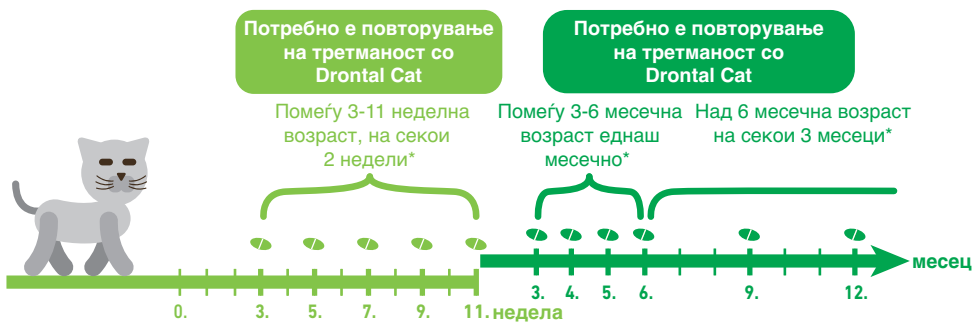 Потребно е повторување
на третманост со
Drontal Cat
Потребно е повторување
на третманост со
Drontal Cat
Помеѓу 3-11 неделна
возраст, на секои
2 недели*
Помеѓу 3-6 месечна
возраст еднаш
месечно*
Над 6 месечна возраст
на секои 3 месеци*
0. 3. 5. 7. 9. 11. недела
3. 4. 5. 6. 9. 12. месец